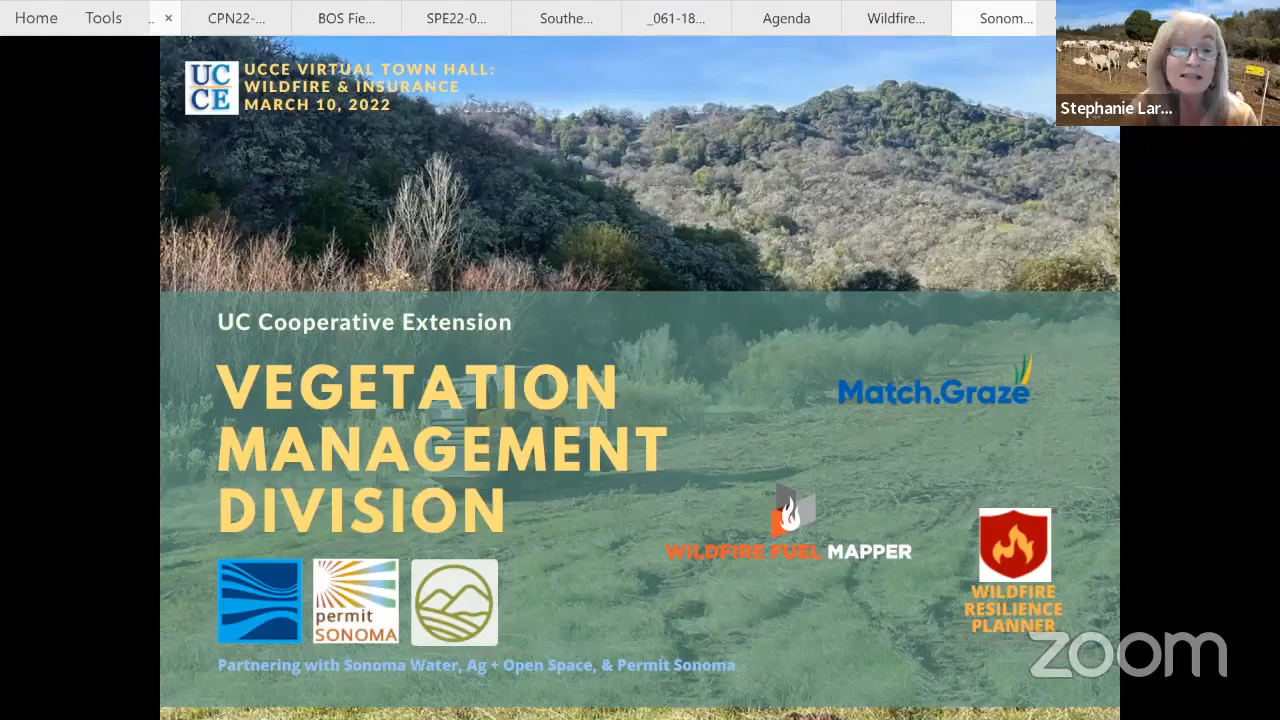 Home Tools .. × CPN22-... BOS Fie... SPE22-0... Southe... _061-18... Agenda Wildfire... Sonom...
Stephanie Lar...
UC
CE
UCCE VIRTUAL TOWN HALL:
WILDFIRE & INSURANCE
MARCH 10, 2022
UC Cooperative Extension
VEGETATION
MANAGEMENT
DIVISION
Match.Graze
WILDFIRE FUEL MAPPER
WILDFIRE
RESILIENCE
PLANNER
permit
SONOMA
Partnering with Sonoma Water, Ag + Open Space, & Permit Sonoma
zoom